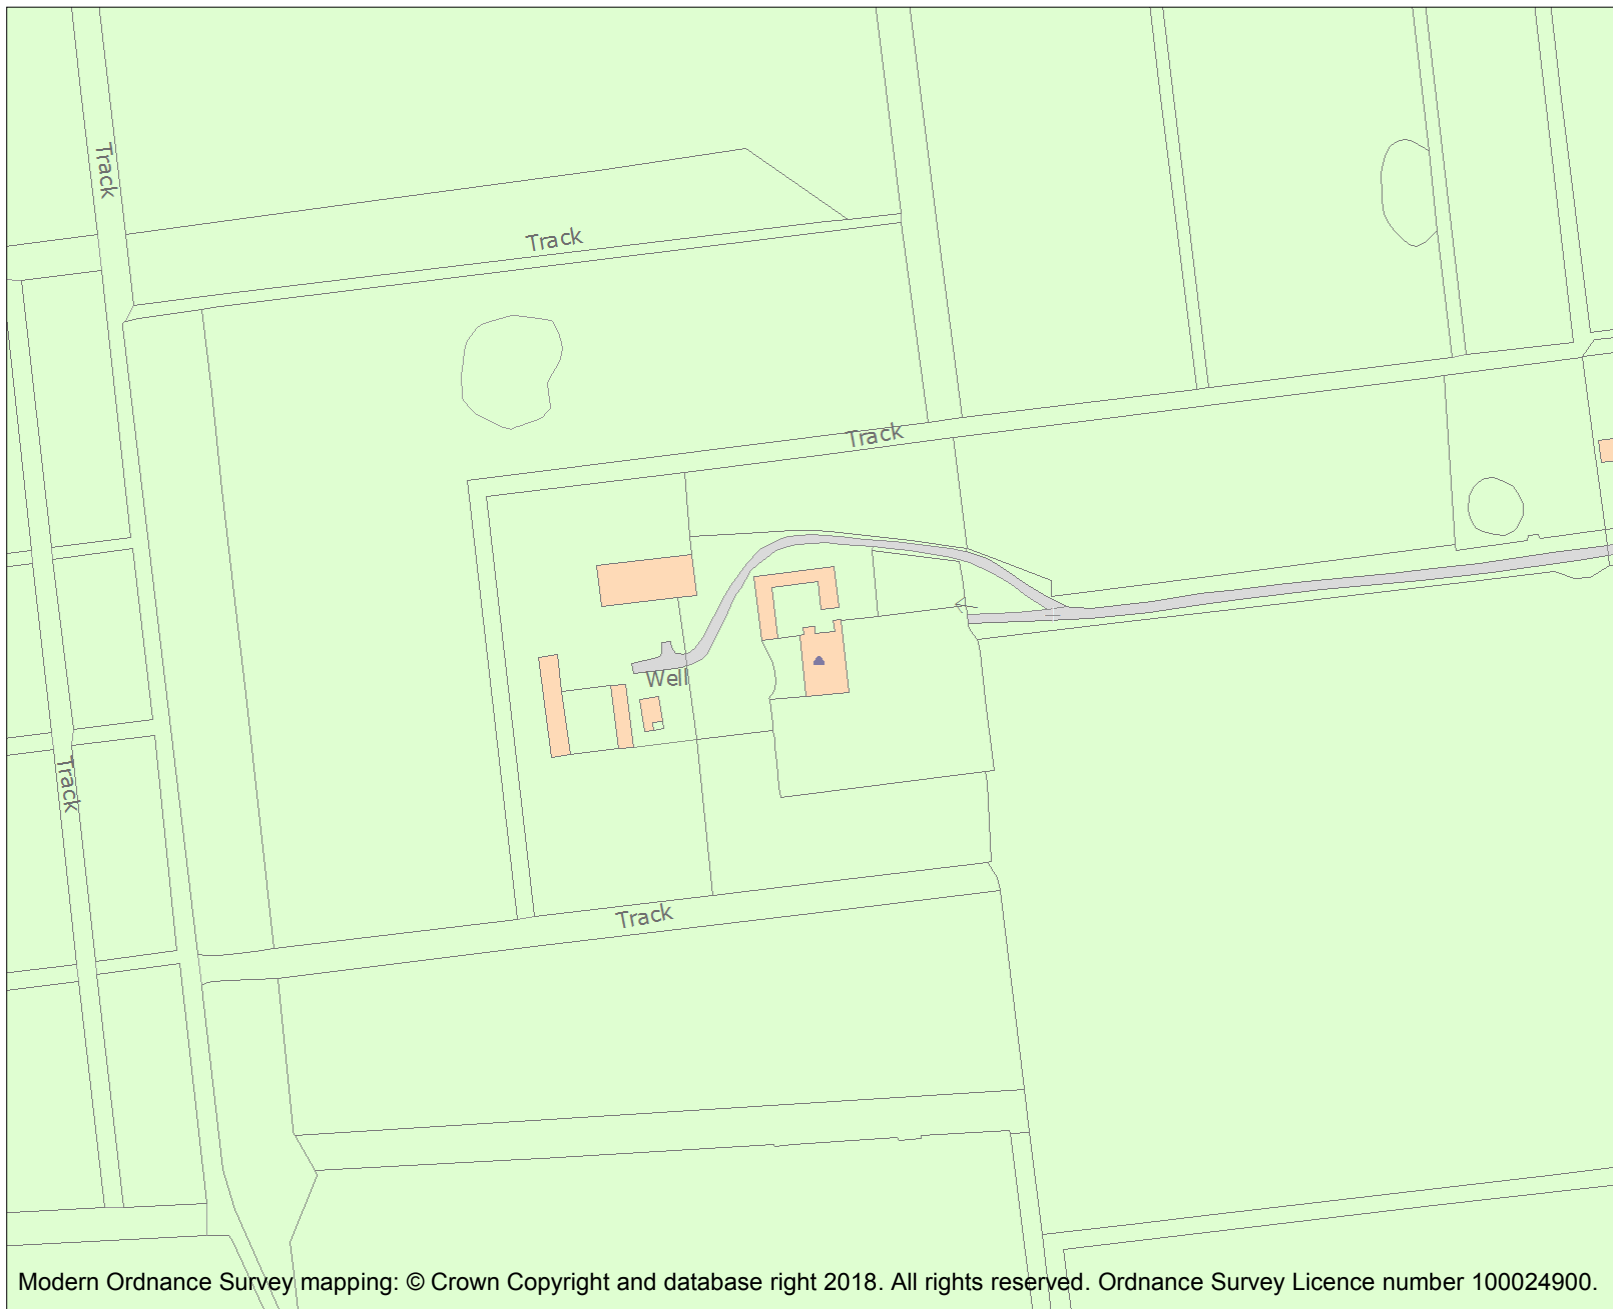 Track
Track
Track
Well
Track
Track
Modern Ordnance Survey mapping: © Crown Copyright and database right 2018. All rights reserved. Ordnance Survey Licence number 100024900.